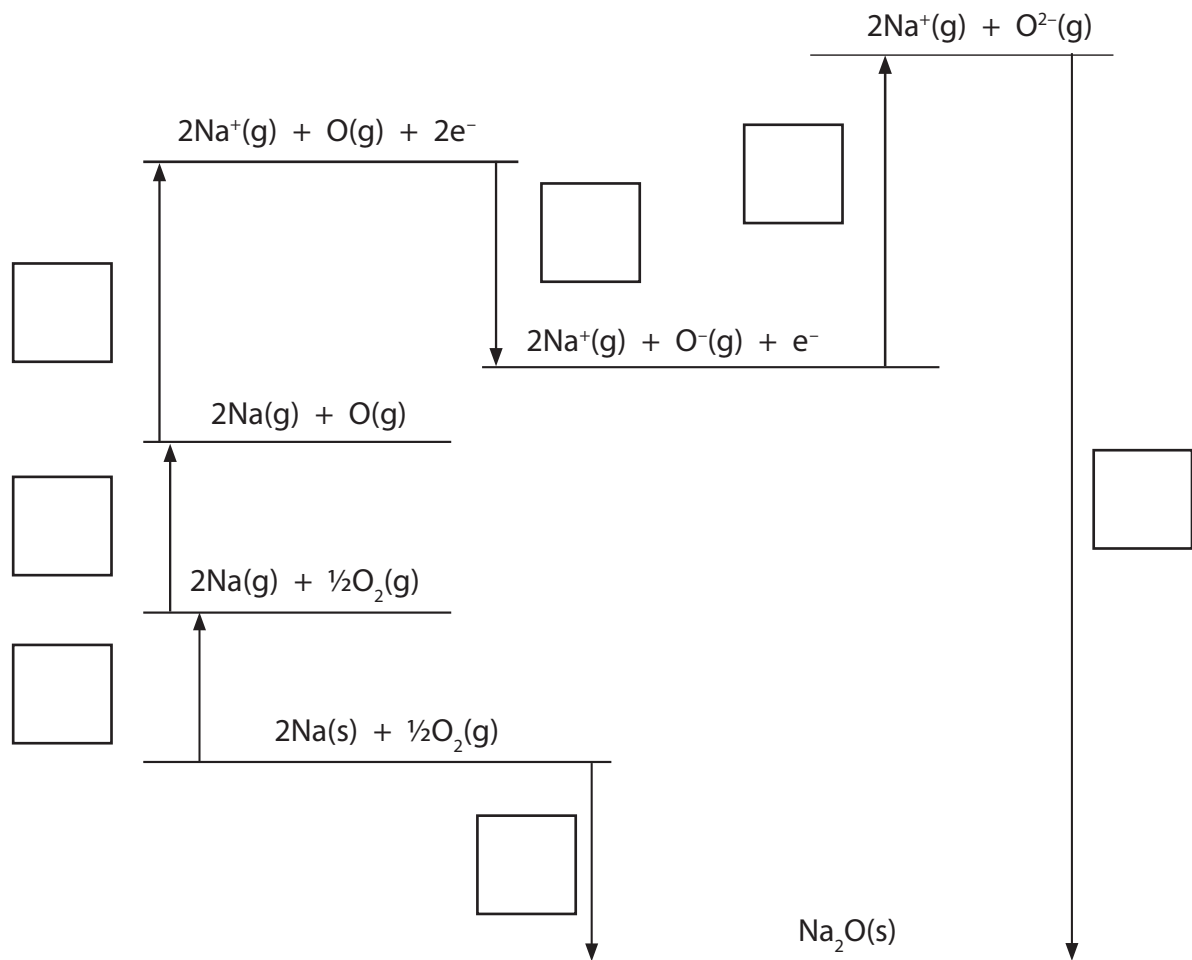 2Na⁺(g) + O²⁻(g)
2Na⁺(g) + O(g) + 2e⁻
2Na⁺(g) + O⁻(g) + e⁻
2Na(g) + O(g)
2Na(g) + ½O₂(g)
2Na(s) + ½O₂(g)
Na₂O(s)